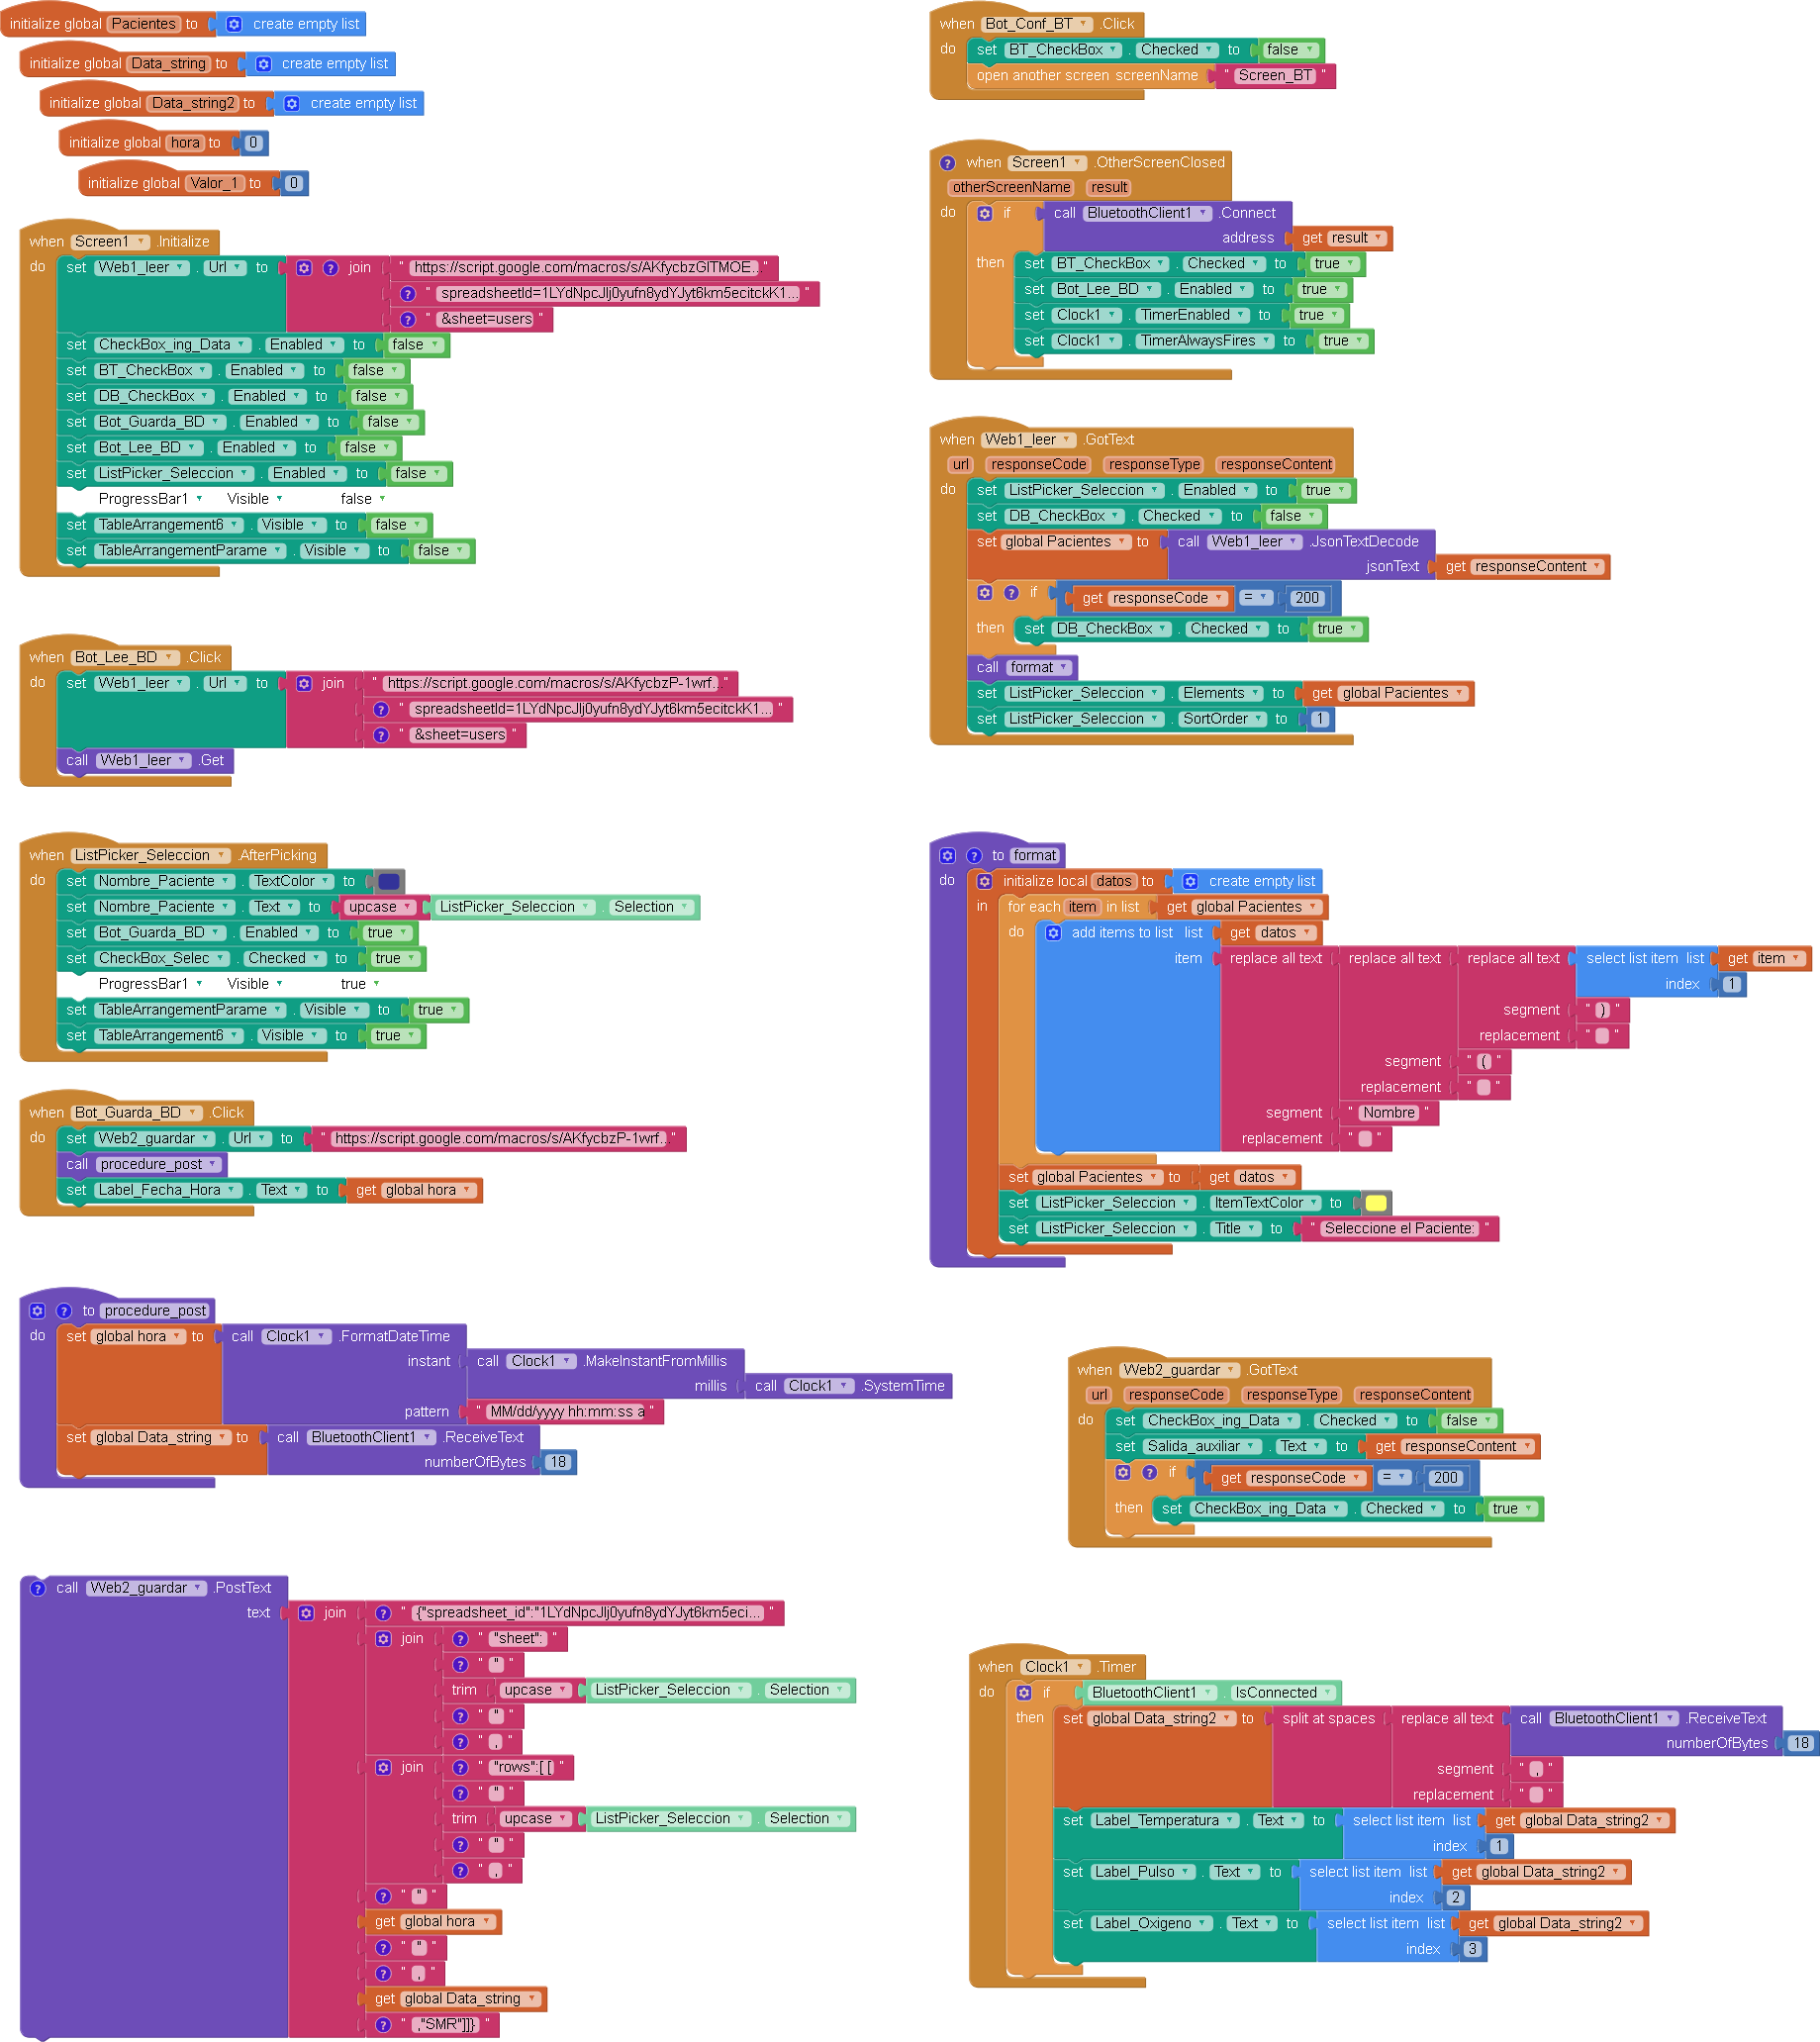 initialize global Pacientes to create empty list
initialize global Data_string to create empty list
initialize global Data_string2 to create empty list
initialize global hora to 0
initialize global Valor_1 to 0
when Screen1 .Initialize
do set Web1_leer . Url to join " https://script.google.com/macros/s/AKfycbzGlTMOE... "
" spreadsheetId=1LYdNpcJlj0yufn8ydYJyt6km5ecitckK1... "
" &sheet=users "
set CheckBox_ing_Data . Enabled to false
set BT_CheckBox . Enabled to false
set DB_CheckBox . Enabled to false
set Bot_Guarda_BD . Enabled to false
set Bot_Lee_BD . Enabled to false
set ListPicker_Seleccion . Enabled to false
ProgressBar1 Visible false
set TableArrangement6 . Visible to false
set TableArrangementParame . Visible to false
when Bot_Lee_BD .Click
do set Web1_leer . Url to join " https://script.google.com/macros/s/AKfycbzP-1wrf... "
" spreadsheetId=1LYdNpcJlj0yufn8ydYJyt6km5ecitckK1... "
" &sheet=users "
call Web1_leer .Get
when ListPicker_Seleccion .AfterPicking
do set Nombre_Paciente . TextColor to
set Nombre_Paciente . Text to upcase ListPicker_Seleccion . Selection
set Bot_Guarda_BD . Enabled to true
set CheckBox_Selec . Checked to true
ProgressBar1 Visible true
set TableArrangementParame . Visible to true
set TableArrangement6 . Visible to true
when Bot_Guarda_BD .Click
do set Web2_guardar . Url to " https://script.google.com/macros/s/AKfycbzP-1wrf... "
call procedure_post
set Label_Fecha_Hora . Text to get global hora
to procedure_post
do set global hora to call Clock1 .FormatDateTime
instant call Clock1 .MakeInstantFromMillis
millis call Clock1 .SystemTime
pattern " MM/dd/yyyy hh:mm:ss a "
set global Data_string to call BluetoothClient1 .ReceiveText
numberOfBytes 18
call Web2_guardar .PostText
text join " {"spreadsheet_id":"1LYdNpcJlj0yufn8ydYJyt6km5eci... "
join " "sheet": "
" " "
trim upcase ListPicker_Seleccion . Selection
" " "
" , "
join " "rows":[ [ "
" " "
trim upcase ListPicker_Seleccion . Selection
" " "
" , "
" " "
get global hora
" " "
" , "
get global Data_string
" ,"SMR"]]} "
when Bot_Conf_BT .Click
do set BT_CheckBox . Checked to false
open another screen screenName " Screen_BT "
when Screen1 .OtherScreenClosed
otherScreenName result
do if call BluetoothClient1 .Connect
address get result
then set BT_CheckBox . Checked to true
set Bot_Lee_BD . Enabled to true
set Clock1 . TimerEnabled to true
set Clock1 . TimerAlwaysFires to true
when Web1_leer .GotText
url responseCode responseType responseContent
do set ListPicker_Seleccion . Enabled to true
set DB_CheckBox . Checked to false
set global Pacientes to call Web1_leer .JsonTextDecode
jsonText get responseContent
if get responseCode = 200
then set DB_CheckBox . Checked to true
call format
set ListPicker_Seleccion . Elements to get global Pacientes
set ListPicker_Seleccion . SortOrder to 1
to format
do initialize local datos to create empty list
in for each item in list get global Pacientes
do add items to list list get datos
item replace all text replace all text replace all text select list item list get item
index 1
segment " ) "
replacement " "
segment " ( "
replacement " "
segment " Nombre "
replacement " "
set global Pacientes to get datos
set ListPicker_Seleccion . ItemTextColor to
set ListPicker_Seleccion . Title to " Seleccione el Paciente: "
when Web2_guardar .GotText
url responseCode responseType responseContent
do set CheckBox_ing_Data . Checked to false
set Salida_auxiliar . Text to get responseContent
if get responseCode = 200
then set CheckBox_ing_Data . Checked to true
when Clock1 .Timer
do if BluetoothClient1 . IsConnected
then set global Data_string2 to split at spaces replace all text call BluetoothClient1 .ReceiveText
numberOfBytes 18
segment " , "
replacement " "
set Label_Temperatura . Text to select list item list get global Data_string2
index 1
set Label_Pulso . Text to select list item list get global Data_string2
index 2
set Label_Oxigeno . Text to select list item list get global Data_string2
index 3